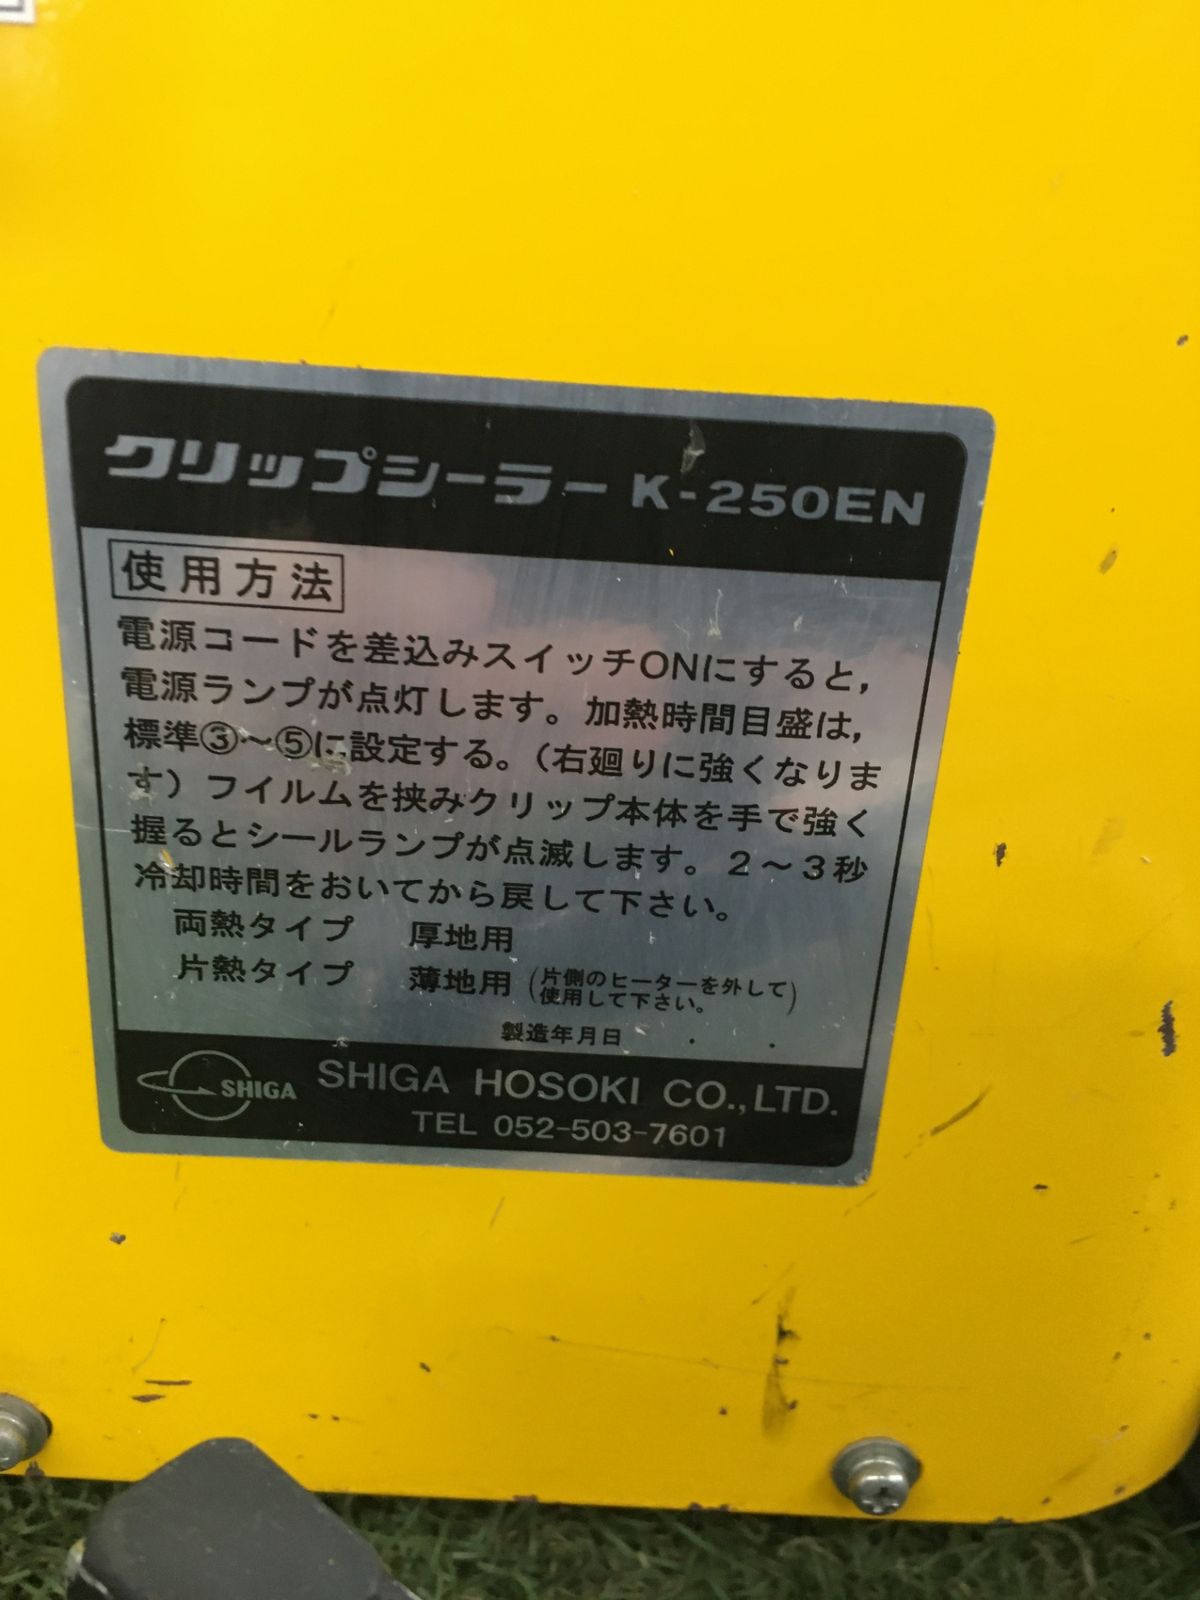 クリップシーラー K-250EN
使用方法
電源コードを差込みスイッチONにすると,
電源ランプが点灯します。加熱時間目盛は,
標準③～⑤に設定する。(右廻りに強くなりま
す) フイルムを挟みクリップ本体を手で強く
握るとシールランプが点滅します。２～３秒
冷却時間をおいてから戻して下さい。
両熱タイプ 厚地用
片熱タイプ 薄地用 (片側のヒーターを外して
使用して下さい。)
製造年月日 . .
SHIGA SHIGA HOSOKI CO.,LTD.
TEL 052-503-7601